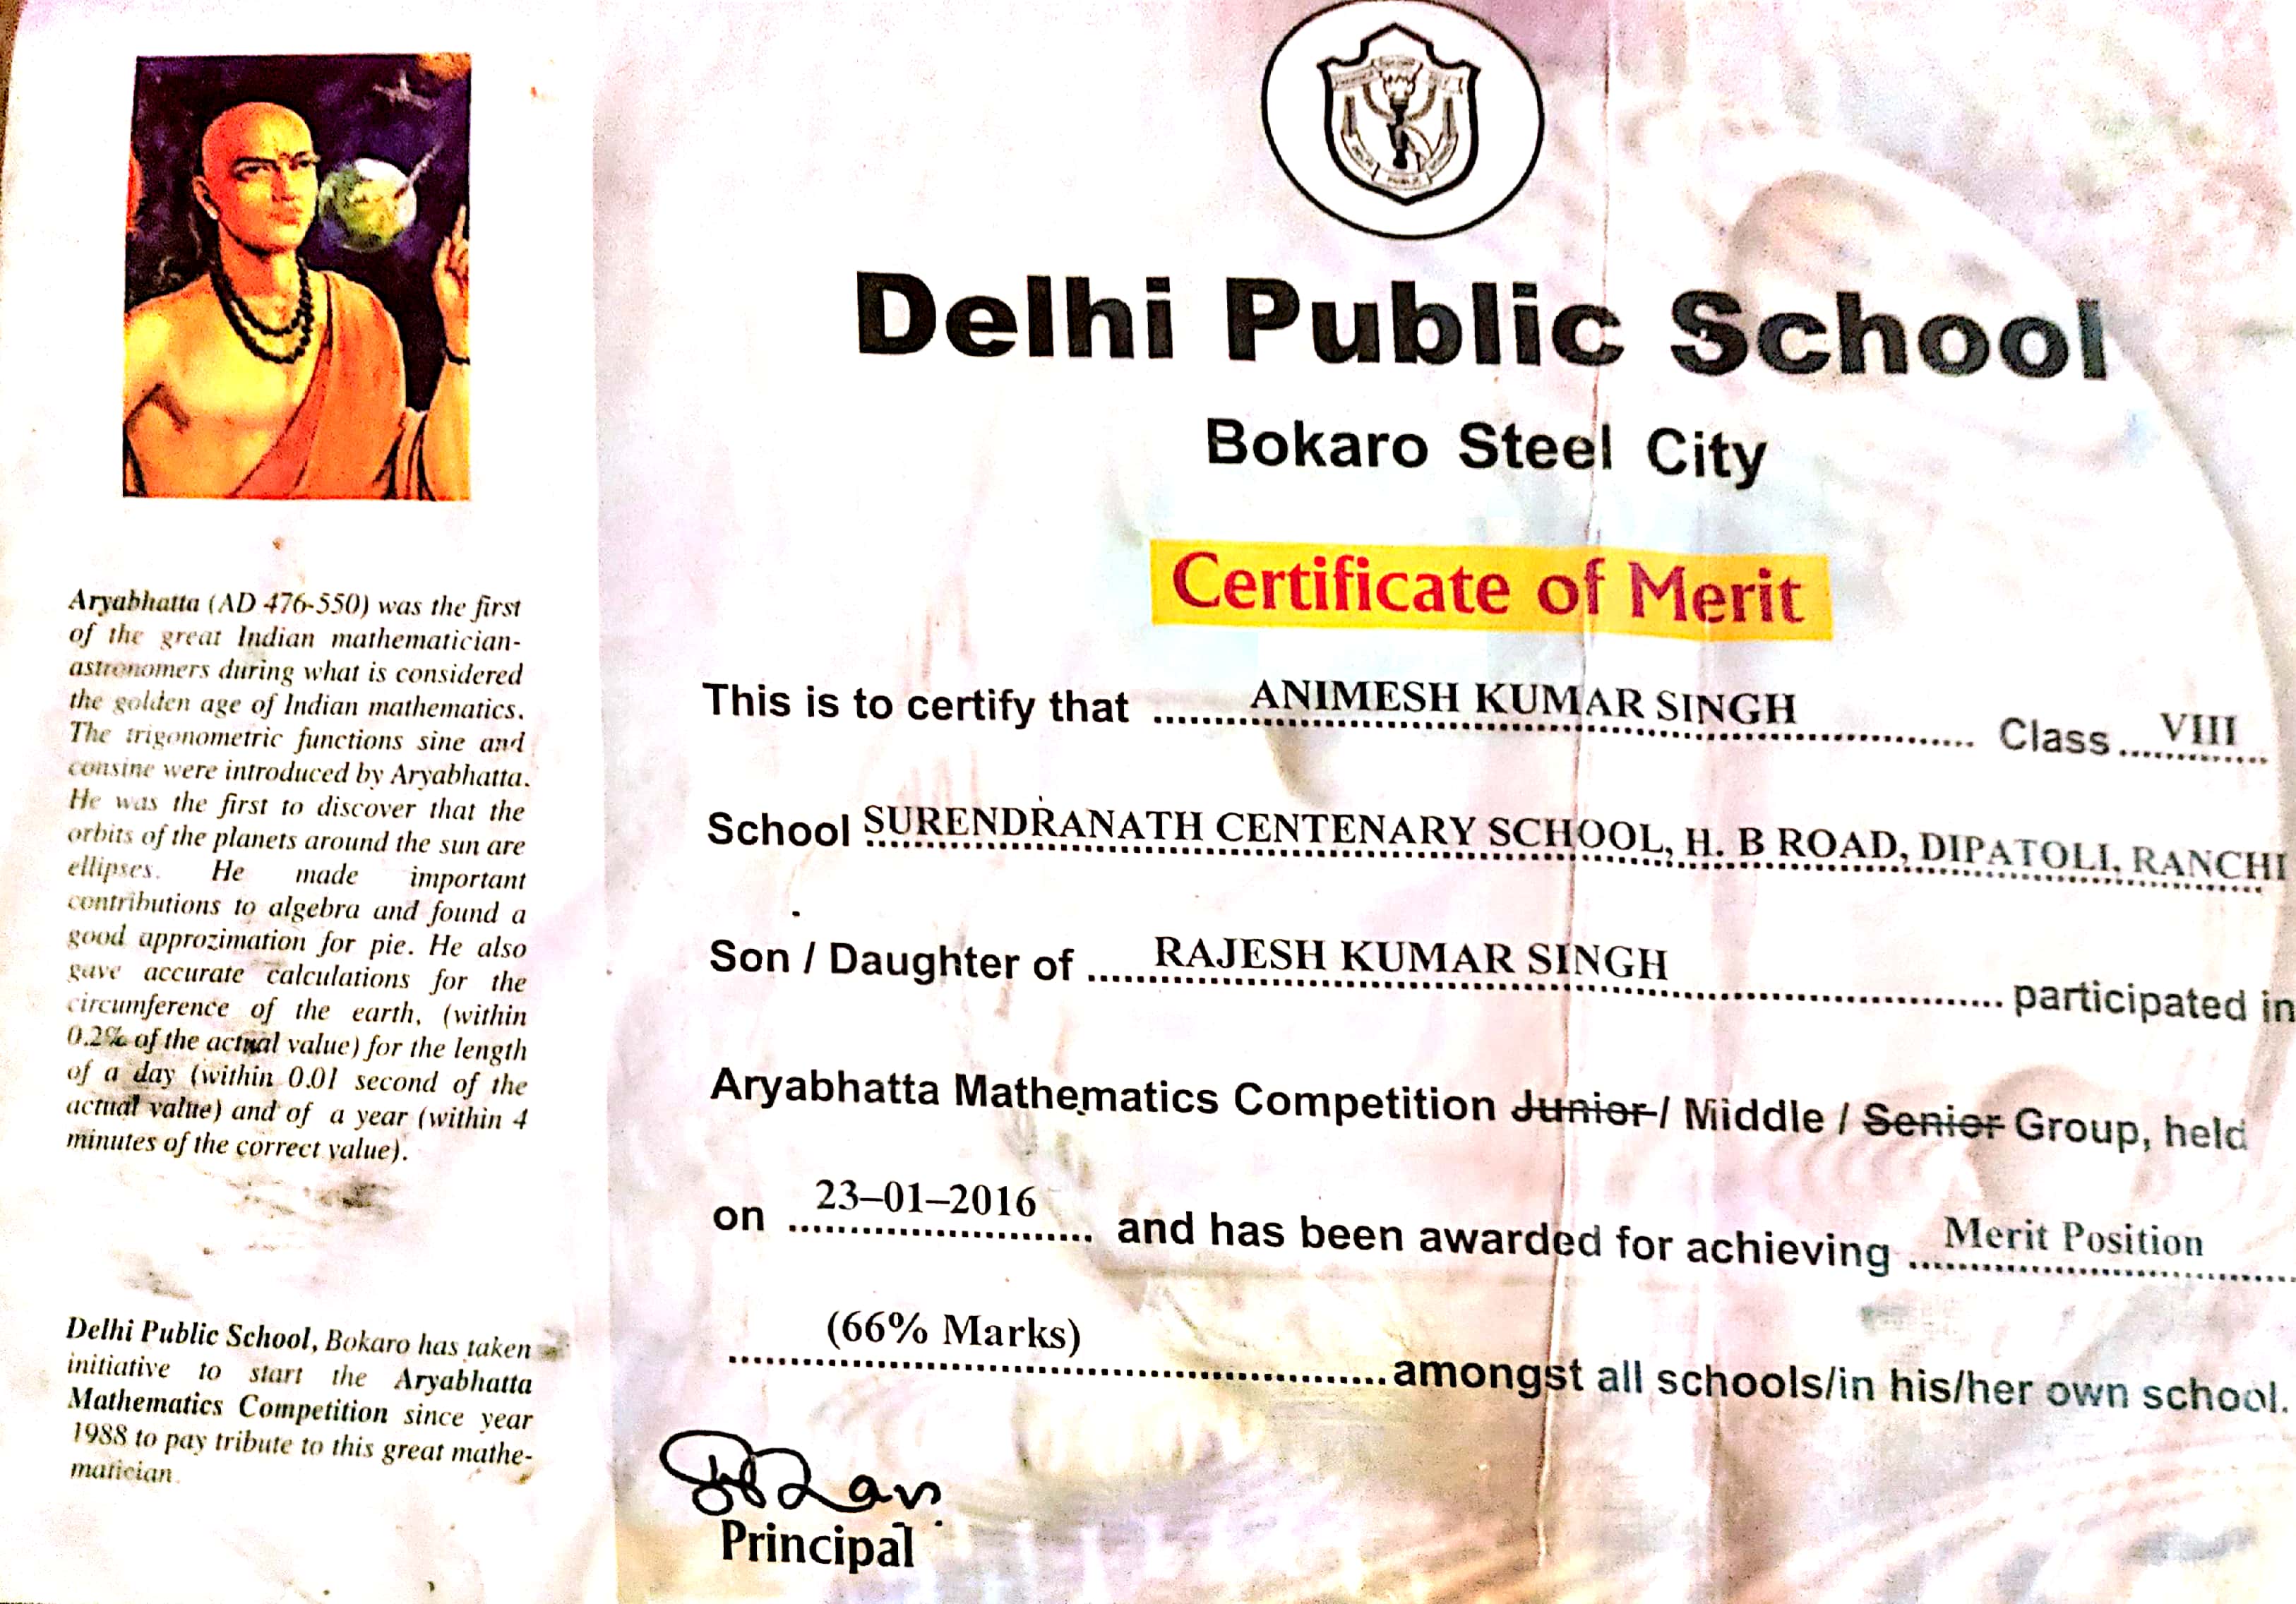 Aryabhatta (AD 476-550) was the first
of the great Indian mathematician-
astronomers during what is considered
the golden age of Indian mathematics.
The trigonometric functions sine and
consine were introduced by Aryabhatta.
He was the first to discover that the
orbits of the planets around the sun are
ellipses. He made important
contributions to algebra and found a
good approzimation for pie. He also
gave accurate calculations for the
circumference of the earth, (within
0.2% of the actual value) for the length
of a day (within 0.01 second of the
actual value) and of a year (within 4
minutes of the correct value).
Delhi Public School, Bokaro has taken
initiative to start the Aryabhatta
Mathematics Competition since year
1988 to pay tribute to this great mathe-
matician
Delhi Public School
Bokaro Steel City
Certificate of Merit
This is to certify that ANIMESH KUMAR SINGH Class VIII
School SURENDRANATH CENTENARY SCHOOL, H. B ROAD, DIPATOLI, RANCHI
Son / Daughter of RAJESH KUMAR SINGH participated in
Aryabhatta Mathematics Competition Junior / Middle / Senior Group, held
on 23–01–2016 and has been awarded for achieving Merit Position
(66% Marks) amongst all schools/in his/her own school.
Principal